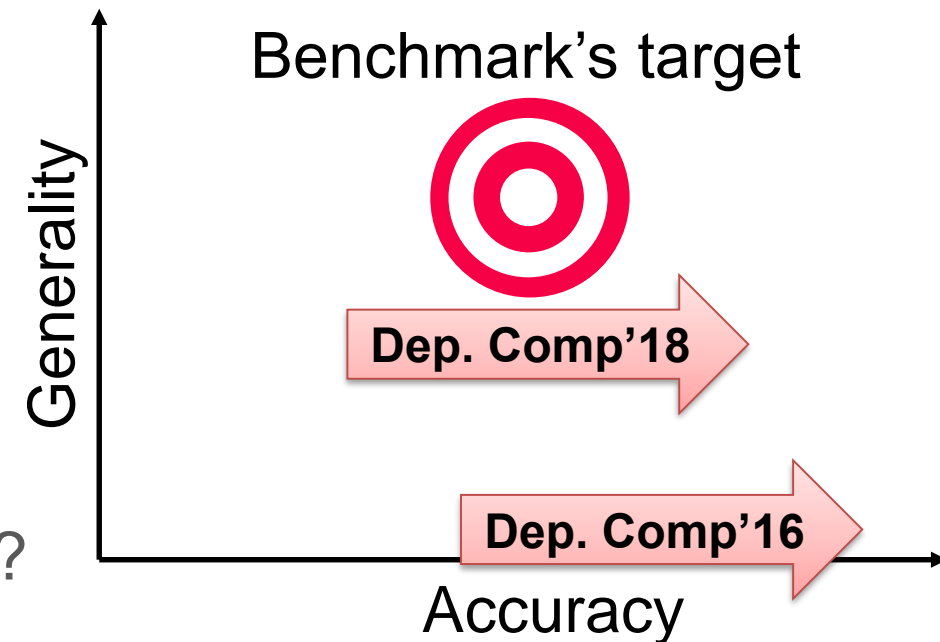 Benchmark’s target
Generality
Dep. Comp’18
Dep. Comp’16
?
Accuracy